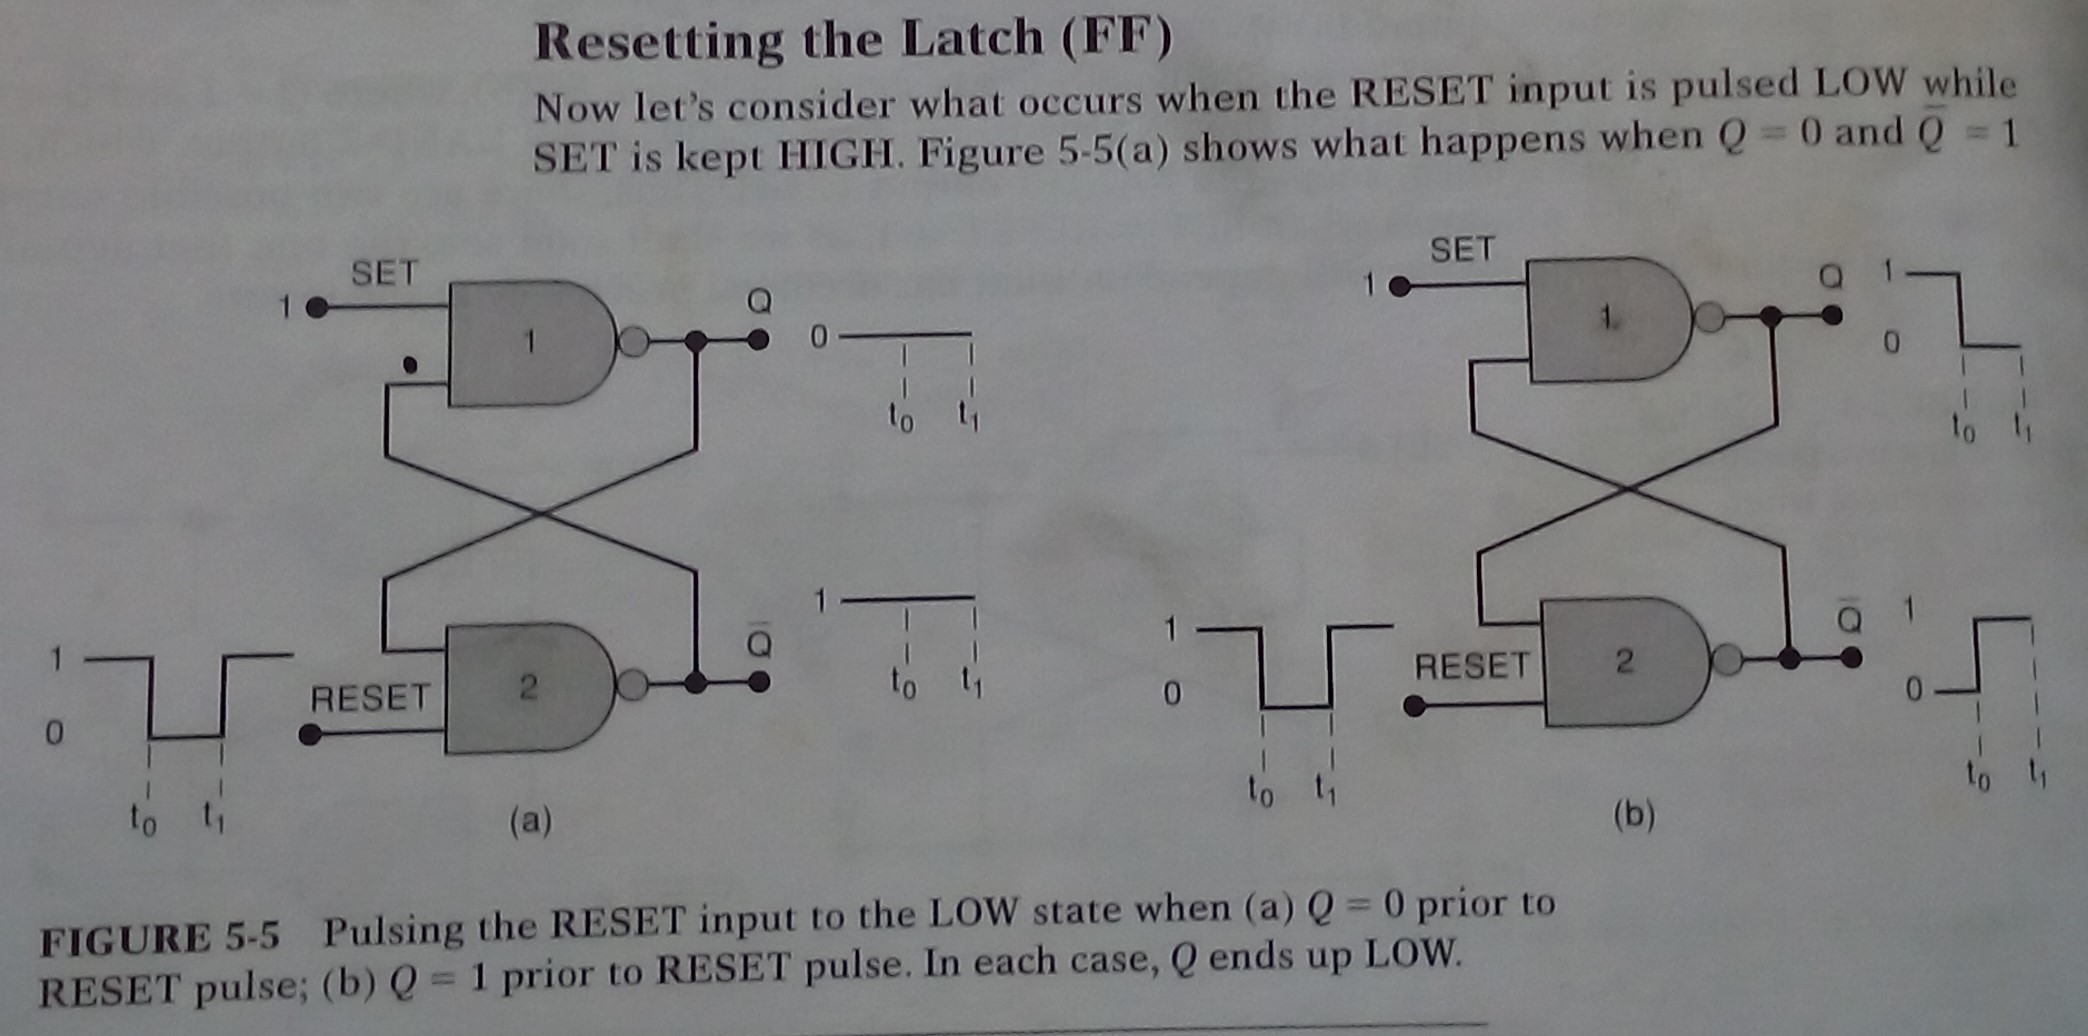 Resetting the Latch (FF)
Now let's consider what occurs when the RESET input is pulsed LOW while
SET is kept HIGH. Figure 5-5(a) shows what happens when Q = 0 and Q̅ = 1
SET
1
1
Q
0
t₀ t₁
1
0
t₀ t₁
RESET
2
Q̅
1
t₀ t₁
(a)
SET
1
1
Q
1
0
t₀ t₁
1
0
t₀ t₁
RESET
2
Q̅
1
0
t₀ t₁
(b)
FIGURE 5-5 Pulsing the RESET input to the LOW state when (a) Q = 0 prior to
RESET pulse; (b) Q = 1 prior to RESET pulse. In each case, Q ends up LOW.